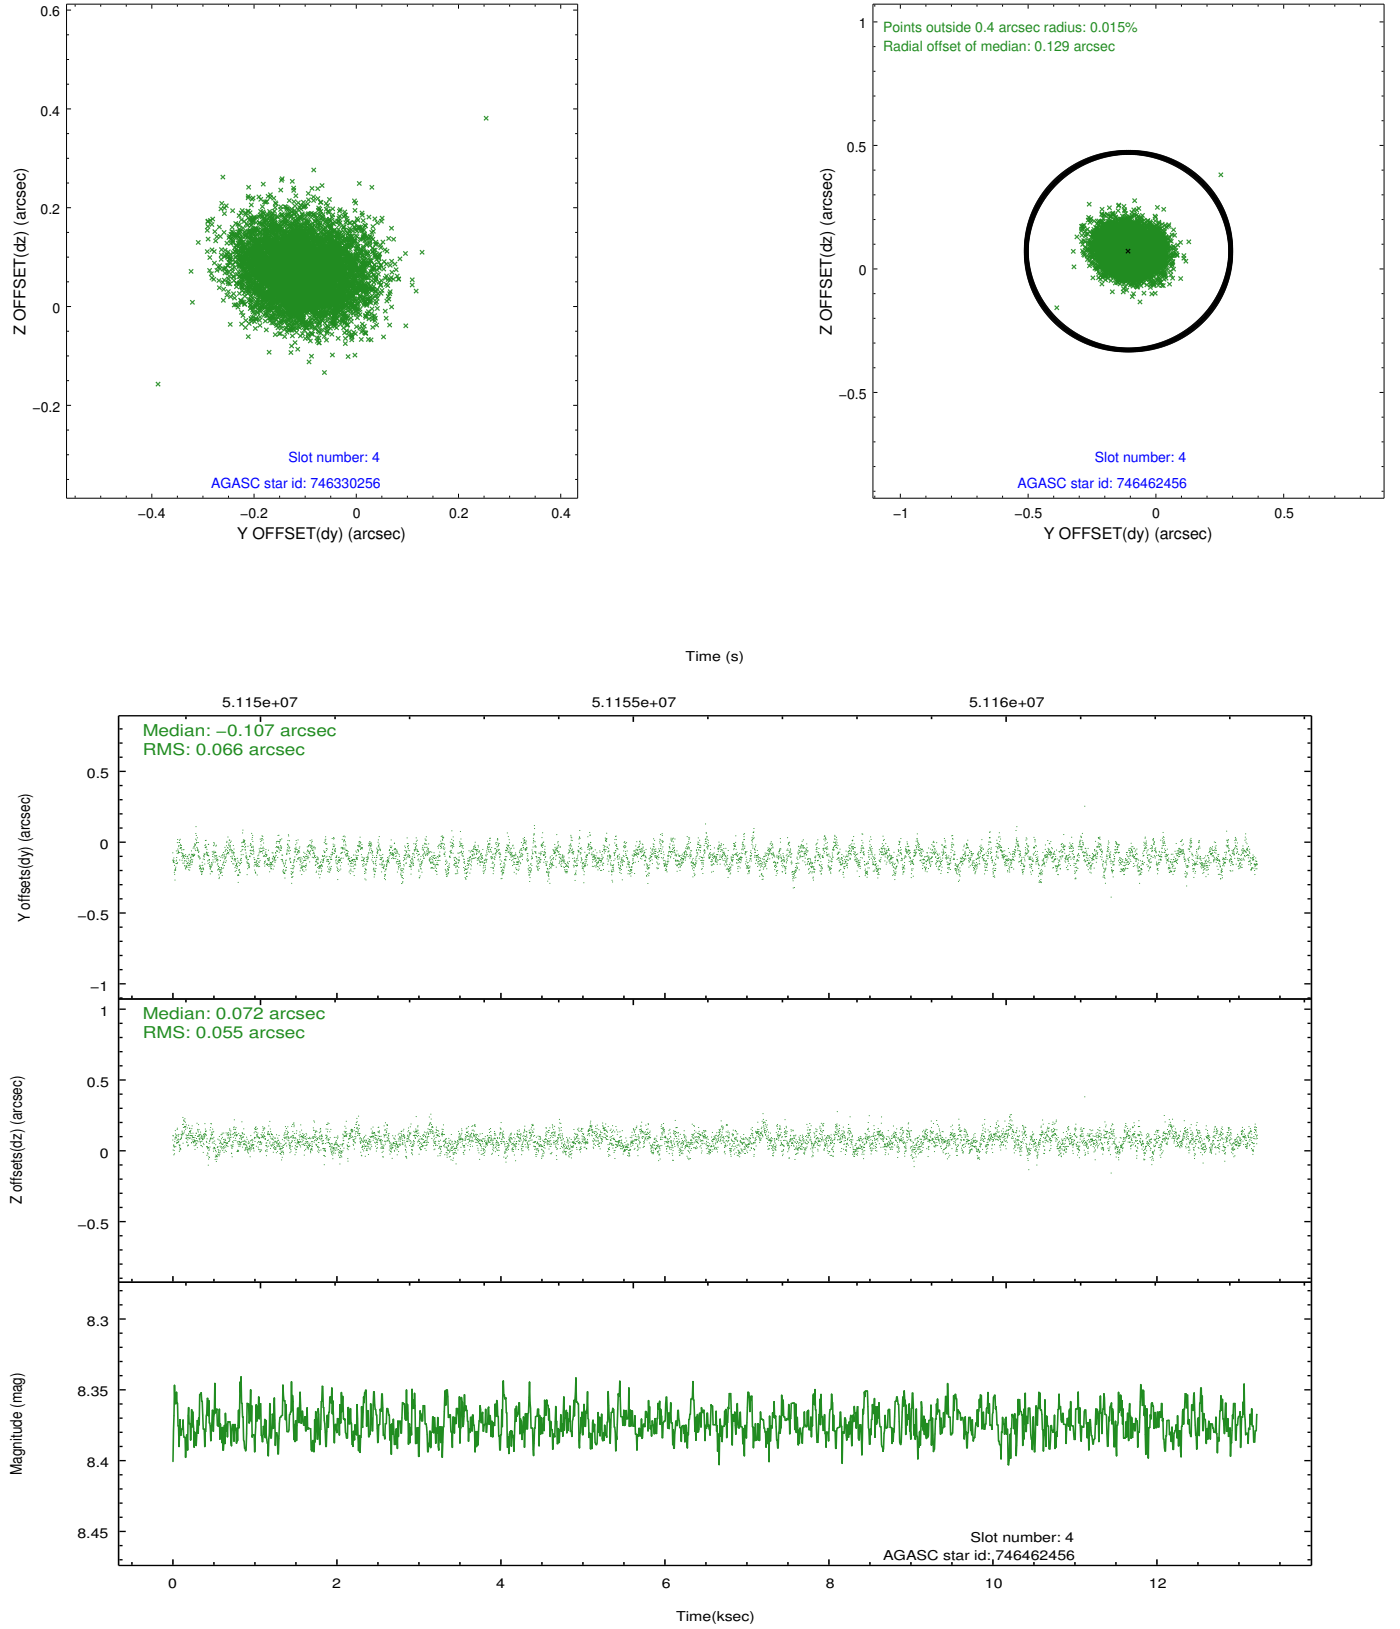 0.6
0.4
0.2
0
−0.2
Z OFFSET(dz) (arcsec)
Slot number: 4
AGASC star id: 746330256
−0.4 −0.2 0 0.2 0.4
Y OFFSET(dy) (arcsec)
Points outside 0.4 arcsec radius: 0.015%
Radial offset of median: 0.129 arcsec
1
0.5
0
−0.5
Z OFFSET(dz) (arcsec)
Slot number: 4
AGASC star id: 746462456
−1 −0.5 0 0.5
Y OFFSET(dy) (arcsec)
Time (s)
5.115e+07 5.1155e+07 5.116e+07
Median: −0.107 arcsec
RMS: 0.066 arcsec
0.5
0
−0.5
−1
Y offsets(dy) (arcsec)
Median: 0.072 arcsec
RMS: 0.055 arcsec
1
0.5
0
−0.5
Z offsets(dz) (arcsec)
8.3
8.35
8.4
8.45
Magnitude (mag)
Slot number: 4
AGASC star id: 746462456
0 2 4 6 8 10 12
Time(ksec)